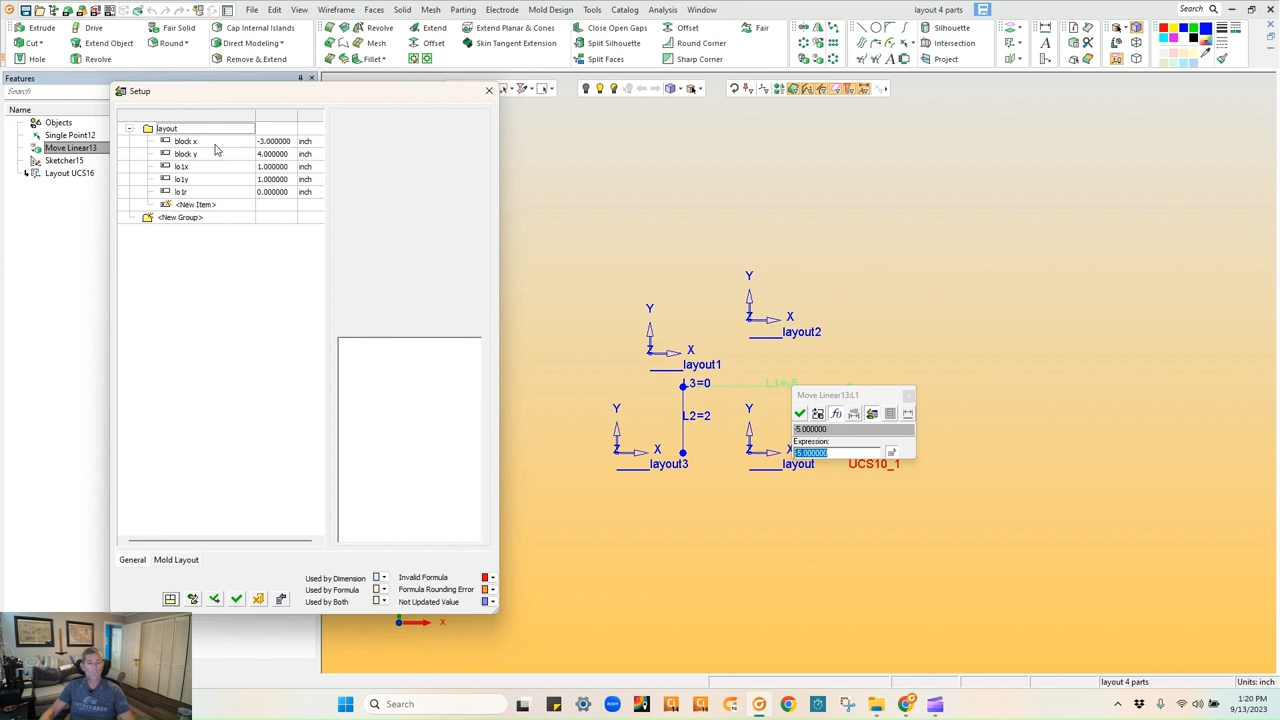 File Edit View Wireframe Faces Solid Mesh Parting Electrode Mold Design Tools Catalog Analysis Window
layout 4 parts
Search
Extrude Drive Fair Solid Cap Internal Islands Revolve Extend Planar & Conics Close Open Gaps Offset Fair Silhouette
Cut Extend Object Round Direct Modeling Mesh Offset Skin Tangent Extension Split Silhouette Round Corner Intersection
Hole Revolve Remove & Extend Fillet Split Faces Sharp Corner Project
Features
Search
Name
Objects
Single Point12
Move Linear13
Sketcher15
Layout UCS16
Setup
layout
block x -3.000000 inch
block y 4.000000 inch
lo1x 1.000000 inch
lo1y 1.000000 inch
lo1r 0.000000 inch
<New Item>
<New Group>
General Mold Layout
Used by Dimension Invalid Formula
Used by Formula Formula Rounding Error
Used by Both Not Updated Value
Y
Z X
layout2
Y
Z X
layout1
L3=0
L2=2
Y
Z X
layout3
Y
Z X
layout
UCS10_1
Move Linear13:L1
f()
-5.000000
Expression:
-5.000000
X
layout 4 parts
Units: inch
Search
1:20 PM
9/13/2023